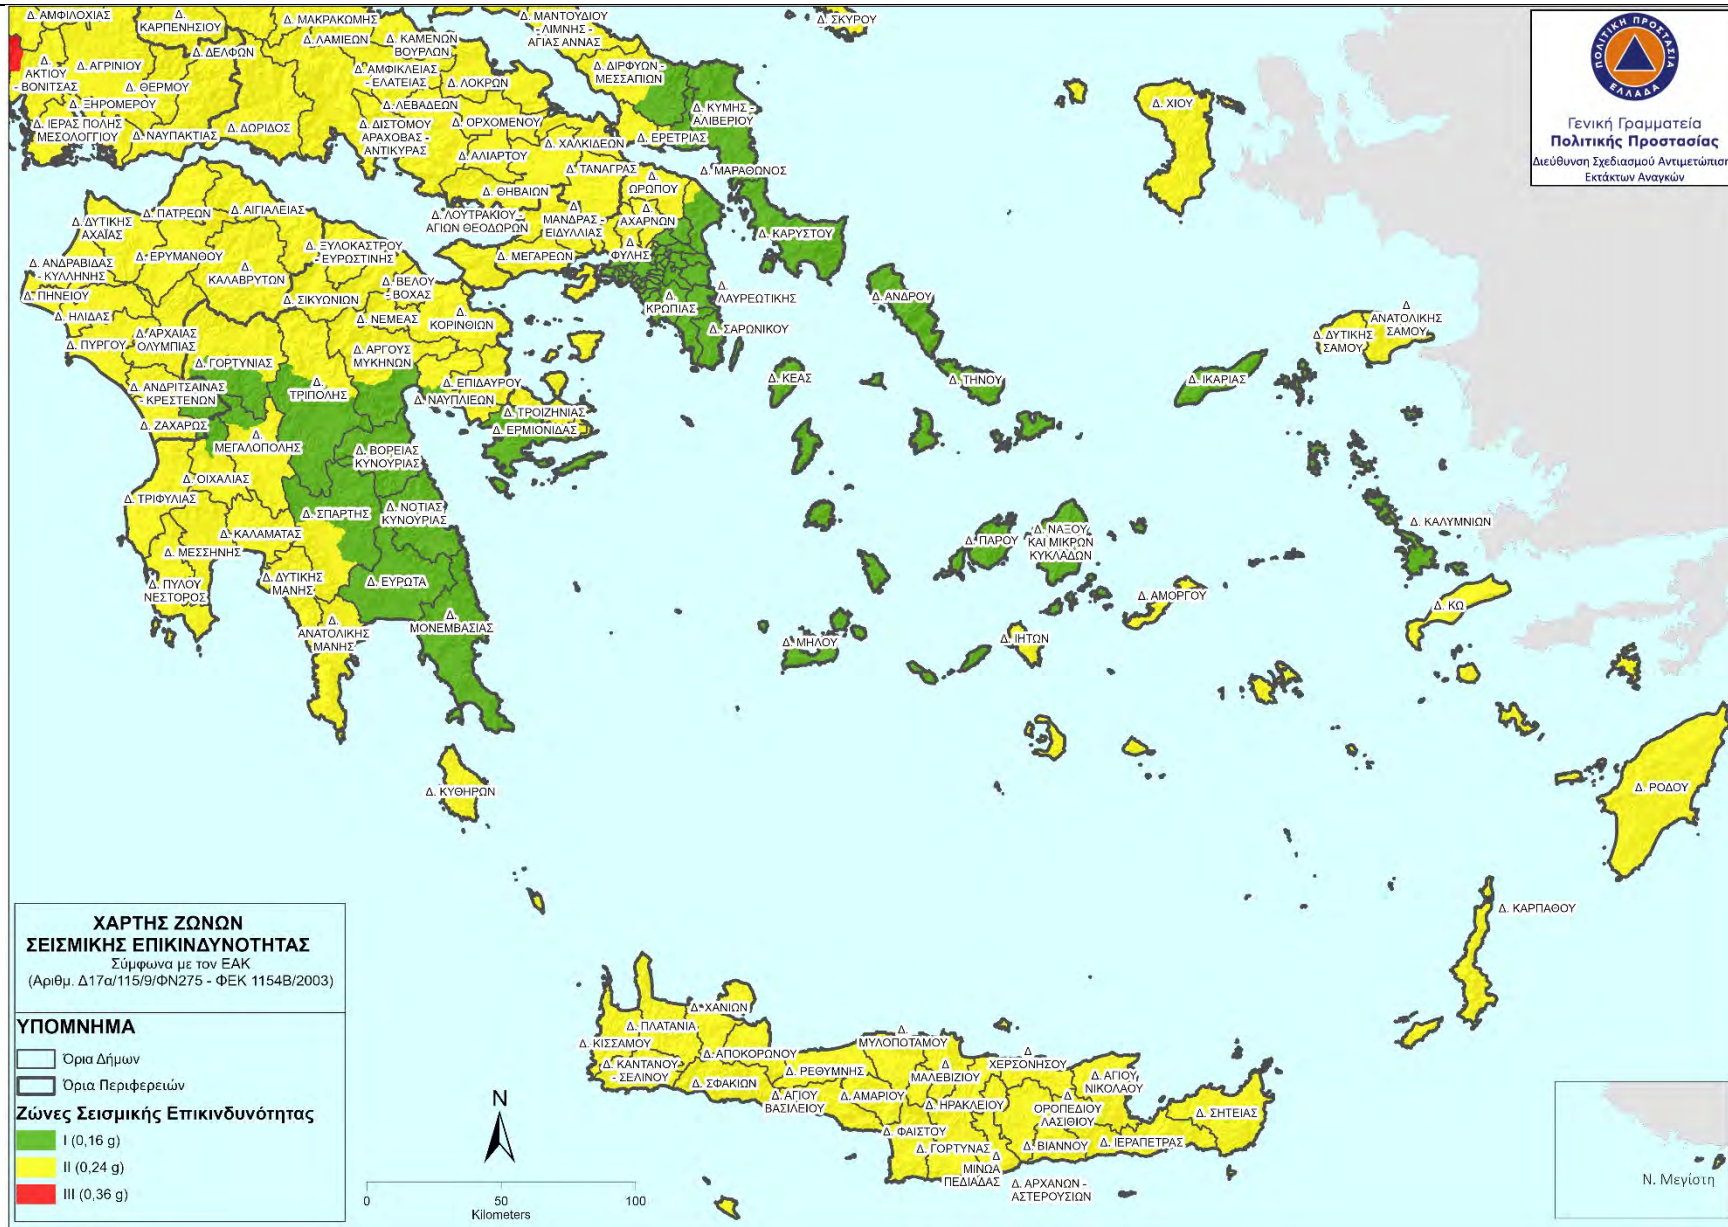 Δ. ΑΜΦΙΛΟΧΙΑΣ
Δ.
ΚΑΡΠΕΝΗΣΙΟΥ
Δ. ΜΑΚΡΑΚΩΜΗΣ
Δ. ΛΑΜΙΕΩΝ
Δ. ΚΑΜΕΝΩΝ
ΒΟΥΡΛΩΝ
Δ. ΜΑΝΤΟΥΔΙΟΥ
- ΛΙΜΝΗΣ -
ΑΓΙΑΣ ΑΝΝΑΣ
Δ. ΣΚΥΡΟΥ
Δ. ΔΕΛΦΩΝ
Δ.
ΑΚΤΙΟΥ
- ΒΟΝΙΤΣΑΣ
Δ. ΑΓΡΙΝΙΟΥ
Δ. ΘΕΡΜΟΥ
Δ. ΑΜΦΙΚΛΕΙΑΣ
- ΕΛΑΤΕΙΑΣ
Δ. ΛΟΚΡΩΝ
Δ. ΔΙΡΦΥΩΝ -
ΜΕΣΣΑΠΙΩΝ
Δ. ΞΗΡΟΜΕΡΟΥ
Δ. ΛΕΒΑΔΕΩΝ
Δ. ΚΥΜΗΣ -
ΑΛΙΒΕΡΙΟΥ
Δ. ΧΙΟΥ
Δ. ΙΕΡΑΣ ΠΟΛΗΣ
ΜΕΣΟΛΟΓΓΙΟΥ
Δ. ΝΑΥΠΑΚΤΙΑΣ
Δ. ΔΩΡΙΔΟΣ
Δ. ΔΙΣΤΟΜΟΥ
ΑΡΑΧΟΒΑΣ -
ΑΝΤΙΚΥΡΑΣ
Δ. ΟΡΧΟΜΕΝΟΥ
Δ. ΧΑΛΚΙΔΕΩΝ
Δ. ΕΡΕΤΡΙΑΣ
Δ. ΑΛΙΑΡΤΟΥ
Δ. ΤΑΝΑΓΡΑΣ
Δ. ΜΑΡΑΘΩΝΟΣ
Δ.
ΩΡΩΠΟΥ
Δ. ΘΗΒΑΙΩΝ
Δ. ΠΑΤΡΕΩΝ
Δ. ΑΙΓΙΑΛΕΙΑΣ
Δ. ΔΥΤΙΚΗΣ
ΑΧΑΪΑΣ
Δ. ΛΟΥΤΡΑΚΙΟΥ -
ΑΓΙΩΝ ΘΕΟΔΩΡΩΝ
Δ.
ΜΑΝΔΡΑΣ -
ΕΙΔΥΛΛΙΑΣ
Δ.
ΑΧΑΡΝΩΝ
Δ. ΚΑΡΥΣΤΟΥ
Δ. ΕΡΥΜΑΝΘΟΥ
Δ. ΞΥΛΟΚΑΣΤΡΟΥ
- ΕΥΡΩΣΤΙΝΗΣ
Δ. ΜΕΓΑΡΕΩΝ
Δ.
ΦΥΛΗΣ
Δ. ΑΝΔΡΑΒΙΔΑΣ
- ΚΥΛΛΗΝΗΣ
Δ.
ΚΑΛΑΒΡΥΤΩΝ
Δ. ΒΕΛΟΥ
- ΒΟΧΑΣ
Δ. ΠΗΝΕΙΟΥ
Δ. ΣΙΚΥΩΝΙΩΝ
Δ.
ΚΡΩΠΙΑΣ
Δ.
ΛΑΥΡΕΩΤΙΚΗΣ
Δ. ΑΝΔΡΟΥ
Δ. ΗΛΙΔΑΣ
Δ. ΝΕΜΕΑΣ
Δ.
ΚΟΡΙΝΘΙΩΝ
Δ. ΣΑΡΩΝΙΚΟΥ
Δ. ΠΥΡΓΟΥ
Δ. ΑΡΧΑΙΑΣ
ΟΛΥΜΠΙΑΣ
Δ. ΑΡΓΟΥΣ
ΜΥΚΗΝΩΝ
Δ.
ΑΝΑΤΟΛΙΚΗΣ
ΣΑΜΟΥ
Δ. ΔΥΤΙΚΗΣ
ΣΑΜΟΥ
Δ. ΓΟΡΤΥΝΙΑΣ
Δ. ΑΝΔΡΙΤΣΑΙΝΑΣ
- ΚΡΕΣΤΕΝΩΝ
Δ.
ΤΡΙΠΟΛΗΣ
Δ. ΕΠΙΔΑΥΡΟΥ
Δ. ΝΑΥΠΛΙΕΩΝ
Δ. ΚΕΑΣ
Δ. ΤΗΝΟΥ
Δ. ΙΚΑΡΙΑΣ
Δ. ΤΡΟΙΖΗΝΙΑΣ
Δ. ΕΡΜΙΟΝΙΔΑΣ
Δ. ΖΑΧΑΡΩΣ
Δ.
ΜΕΓΑΛΟΠΟΛΗΣ
Δ. ΒΟΡΕΙΑΣ
ΚΥΝΟΥΡΙΑΣ
Δ. ΟΙΧΑΛΙΑΣ
Δ. ΤΡΙΦΥΛΙΑΣ
Δ. ΣΠΑΡΤΗΣ
Δ. ΝΟΤΙΑΣ
ΚΥΝΟΥΡΙΑΣ
Δ. ΚΑΛΑΜΑΤΑΣ
Δ. ΠΑΡΟΥ
Δ. ΝΑΞΟΥ
ΚΑΙ ΜΙΚΡΩΝ
ΚΥΚΛΑΔΩΝ
Δ. ΚΑΛΥΜΝΙΩΝ
Δ. ΜΕΣΣΗΝΗΣ
Δ. ΠΥΛΟΥ
ΝΕΣΤΟΡΟΣ
Δ. ΔΥΤΙΚΗΣ
ΜΑΝΗΣ
Δ. ΕΥΡΩΤΑ
Δ. ΑΜΟΡΓΟΥ
Δ. ΚΩ
Δ.
ΑΝΑΤΟΛΙΚΗΣ
ΜΑΝΗΣ
Δ.
ΜΟΝΕΜΒΑΣΙΑΣ
Δ. ΜΗΛΟΥ
Δ. ΙΗΤΩΝ
Δ. ΚΥΘΗΡΩΝ
Δ. ΡΟΔΟΥ
Δ. ΚΑΡΠΑΘΟΥ
Δ. ΧΑΝΙΩΝ
Δ. ΠΛΑΤΑΝΙΑ
Δ. ΚΙΣΣΑΜΟΥ
Δ. ΑΠΟΚΟΡΩΝΟΥ
Δ. ΚΑΝΤΑΝΟΥ
- ΣΕΛΙΝΟΥ
Δ. ΣΦΑΚΙΩΝ
Δ. ΡΕΘΥΜΝΗΣ
Δ.
ΜΥΛΟΠΟΤΑΜΟΥ
Δ.
ΜΑΛΕΒΙΖΙΟΥ
Δ.
ΧΕΡΣΟΝΗΣΟΥ
Δ. ΑΓΙΟΥ
ΝΙΚΟΛΑΟΥ
Δ. ΑΓΙΟΥ
ΒΑΣΙΛΕΙΟΥ
Δ. ΑΜΑΡΙΟΥ
Δ. ΗΡΑΚΛΕΙΟΥ
Δ.
ΟΡΟΠΕΔΙΟΥ
ΛΑΣΙΘΙΟΥ
Δ. ΣΗΤΕΙΑΣ
Δ. ΦΑΙΣΤΟΥ
Δ. ΓΟΡΤΥΝΑΣ
Δ
ΜΙΝΩΑ
ΠΕΔΙΑΔΑΣ
Δ. ΒΙΑΝΝΟΥ
Δ. ΙΕΡΑΠΕΤΡΑΣ
Δ. ΑΡΧΑΝΩΝ -
ΑΣΤΕΡΟΥΣΙΩΝ
ΠΟΛΙΤΙΚΗ ΠΡΟΣΤΑΣΙΑ
ΕΛΛΑΔΑ
Γενική Γραμματεία
Πολιτικής Προστασίας
Διεύθυνση Σχεδιασμού Αντιμετώπιση
Εκτάκτων Αναγκών
ΧΑΡΤΗΣ ΖΩΝΩΝ
ΣΕΙΣΜΙΚΗΣ ΕΠΙΚΙΝΔΥΝΟΤΗΤΑΣ
Σύμφωνα με τον ΕΑΚ
(Αριθμ. Δ17α/115/9/ΦΝ275 - ΦΕΚ 1154Β/2003)
ΥΠΟΜΝΗΜΑ
Όρια Δήμων
Όρια Περιφερειών
Ζώνες Σεισμικής Επικινδυνότητας
I (0,16 g)
II (0,24 g)
III (0,36 g)
N
0 50 100
Kilometers
Ν. Μεγίστη